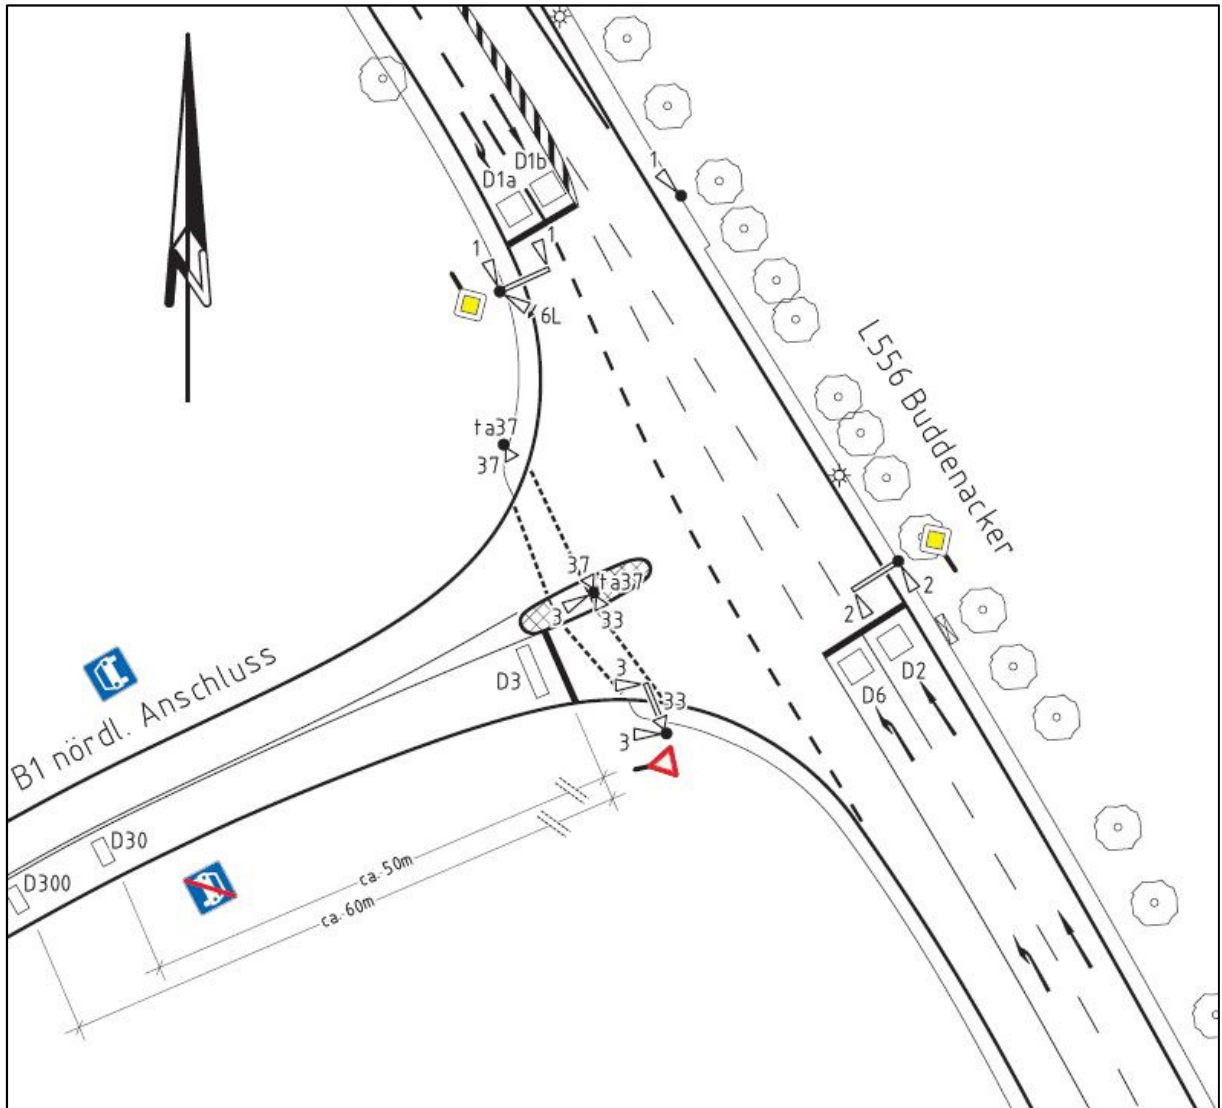 D1b
D1a
1
1
1
6L
L556 Buddenacker
ta37
37
37
ta37
3
33
2
2
D3
D2
D6
3
33
3
B1 nördl. Anschluss
D30
D300
ca. 50m
ca. 60m
N